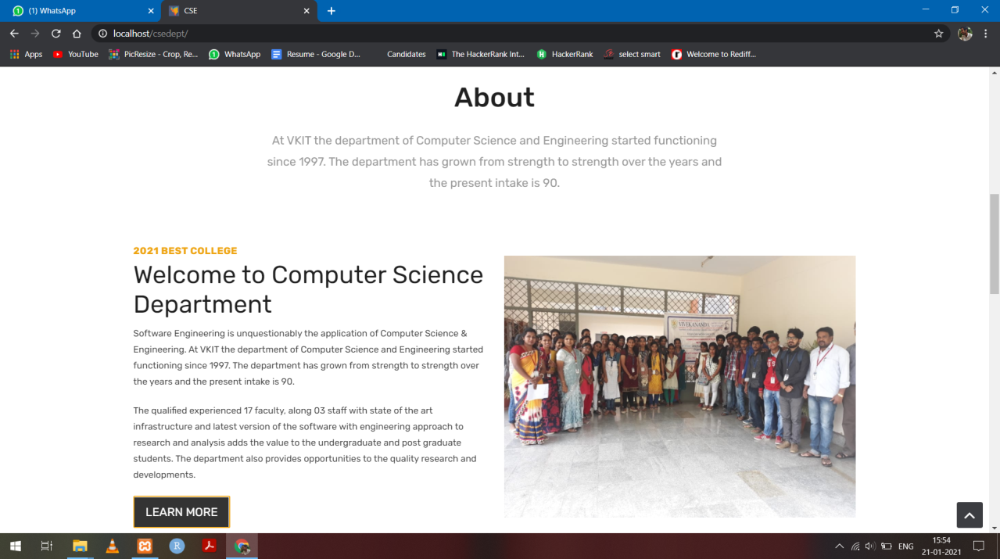 (1) WhatsApp
CSE
localhost/csedept/
Apps
YouTube
PicResize - Crop, Re...
WhatsApp
Resume - Google D...
Candidates
The HackerRank Int...
HackerRank
select smart
Welcome to Rediff...
About
At VKIT the department of Computer Science and Engineering started functioning
since 1997. The department has grown from strength to strength over the years and
the present intake is 90.
2021 BEST COLLEGE
Welcome to Computer Science
Department
Software Engineering is unquestionably the application of Computer Science &
Engineering. At VKIT the department of Computer Science and Engineering started
functioning since 1997. The department has grown from strength to strength over
the years and the present intake is 90.
The qualified experienced 17 faculty, along 03 staff with state of the art
infrastructure and latest version of the software with engineering approach to
research and analysis adds the value to the undergraduate and post graduate
students. The department also provides opportunities to the quality research and
developments.
LEARN MORE
VIVEKANANDA
ENG
15:54
21-01-2021